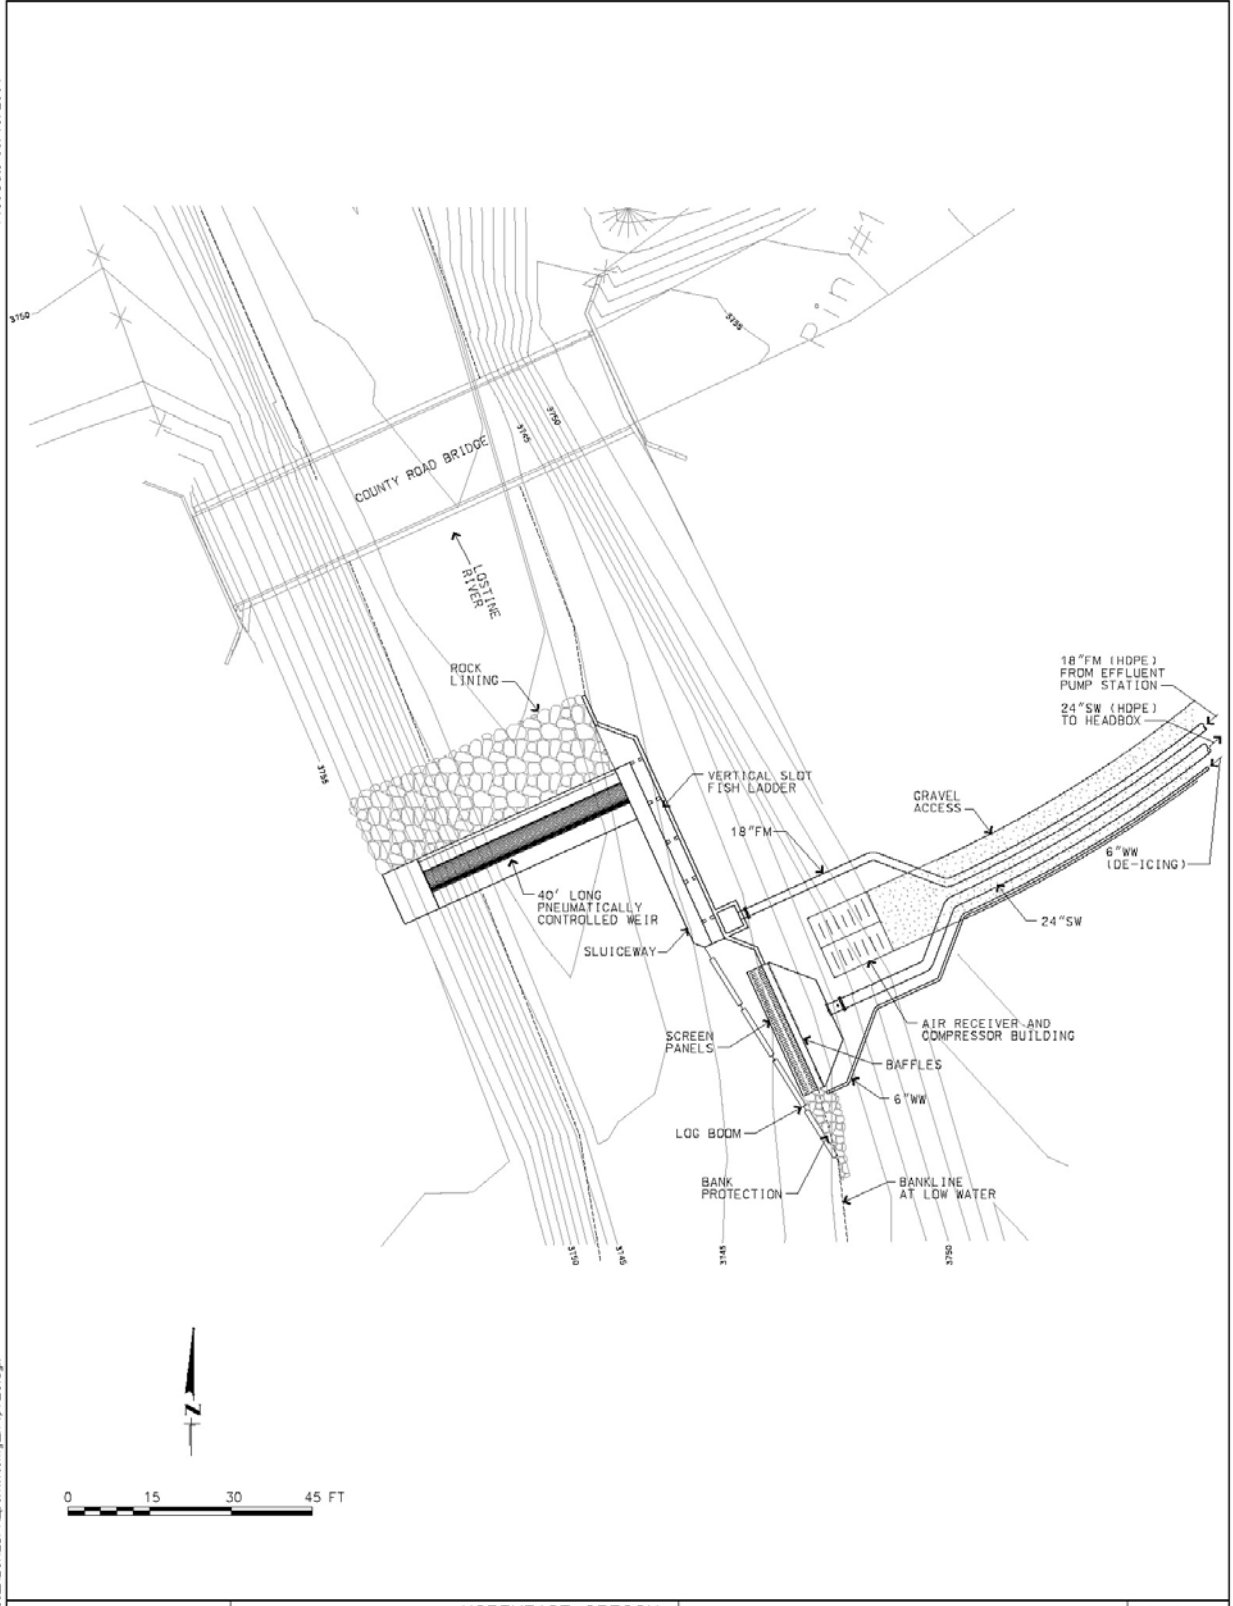 Pin #1
3750
3755
3750
3745
COUNTY ROAD BRIDGE
LOSTINE
RIVER
ROCK
LINING
18"FM (HDPE)
FROM EFFLUENT
PUMP STATION
24"SW (HDPE)
TO HEADBOX
3755
VERTICAL SLOT
FISH LADDER
GRAVEL
ACCESS
18"FM
6"WW
(DE-ICING)
40' LONG
PNEUMATICALLY
CONTROLLED WEIR
24"SW
SLUICEWAY
AIR RECEIVER AND
COMPRESSOR BUILDING
SCREEN
PANELS
BAFFLES
6"WW
LOG BOOM
BANK
PROTECTION
BANKLINE
AT LOW WATER
3750
3745
3745
3750
N
0 15 30 45 FT